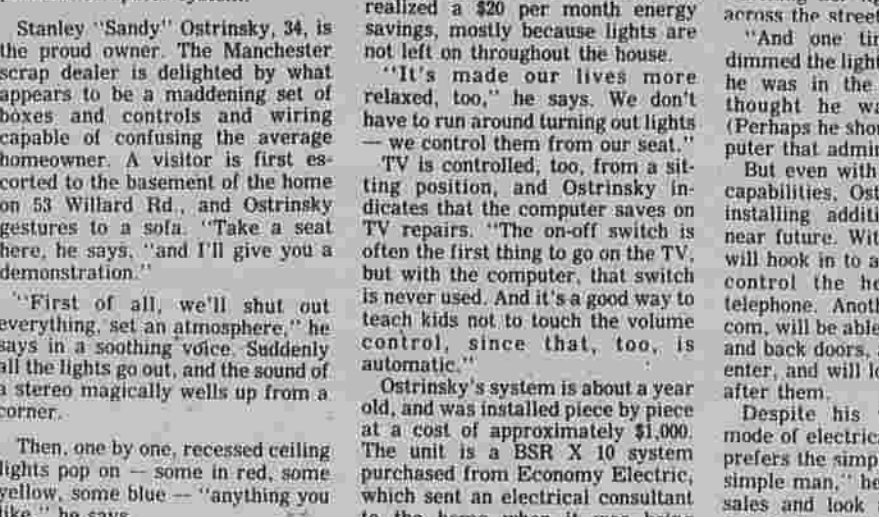 Stanley "Sandy" Ostrinsky, 34, is
the proud owner. The Manchester
scrap dealer is delighted by what
appears to be a maddening set of
boxes and controls and wiring
capable of confusing the average
homeowner. A visitor is first es-
corted to the basement of the home
on 53 Willard Rd., and Ostrinsky
gestures to a sofa. "Take a seat
here, he says, "and I'll give you a
demonstration."
"First of all, we'll shut out
everything, set an atmosphere," he
says in a soothing voice. Suddenly
all the lights go out, and the sound of
a stereo magically wells up from a
corner.
Then, one by one, recessed ceiling
lights pop on — some in red, some
yellow, some blue — "anything you
like," he says.
realized a $20 per month energy
savings, mostly because lights are
not left on throughout the house.
"It's made our lives more
relaxed, too," he says. We don't
have to run around turning out lights
— we control them from our seat."
TV is controlled, too, from a sit-
ting position, and Ostrinsky in-
dicates that the computer saves on
TV repairs. "The on-off switch is
often the first thing to go on the TV,
but with the computer, that switch
is never used. And it's a good way to
teach kids not to touch the volume
control, since that, too, is
automatic."
Ostrinsky's system is about a year
old, and was installed piece by piece
at a cost of approximately $1,000.
The unit is a BSR X 10 system
purchased from Economy Electric,
which sent an electrical consultant
to the home when it was being
across the street
"And one
dimmed the
he was in the
thought he
(Perhaps he
puter that
But even with
capabilities,
installing
near future.
will hook in to
control the
telephone.
com, will be
and back doors,
enter, and will
after them.
Despite his
mode of
prefers the
simple man," he
sales and look